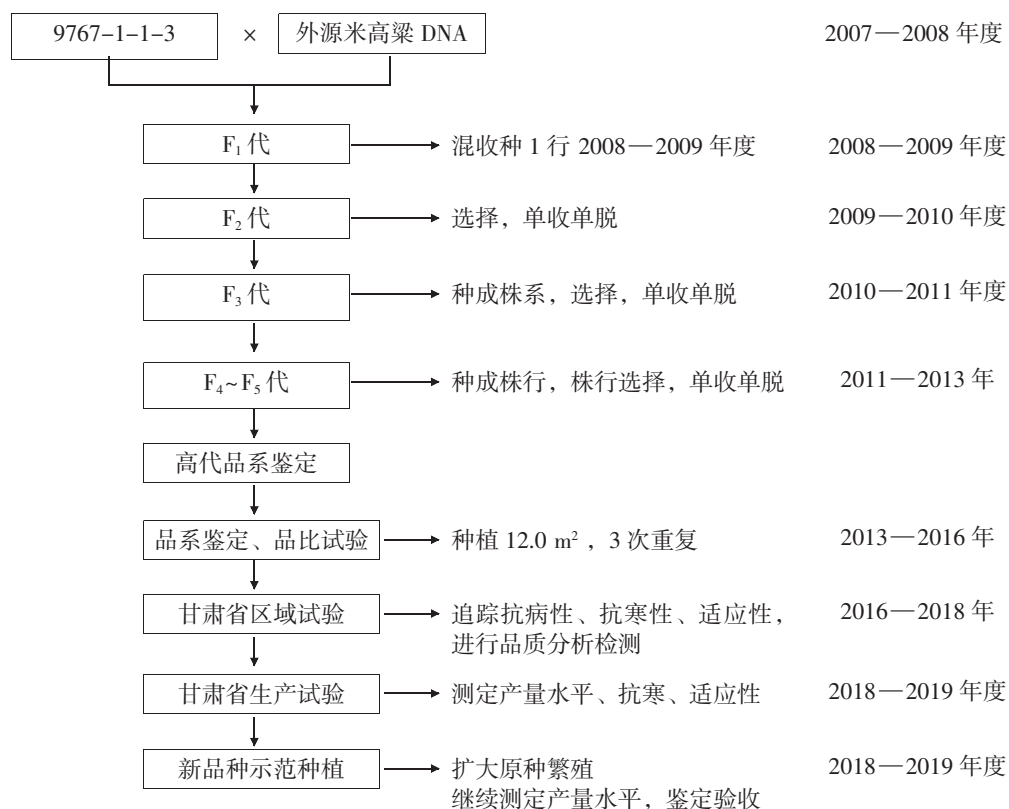 9767-1-1-3 × 外源米高粱 DNA 2007—2008 年度
F₁ 代 混收种 1 行 2008—2009 年度 2008—2009 年度
F₂ 代 选择，单收单脱 2009—2010 年度
F₃ 代 种成株系，选择，单收单脱 2010—2011 年度
F₄~F₅ 代 种成株行，株行选择，单收单脱 2011—2013 年
高代品系鉴定
品系鉴定、品比试验 种植 12.0 m² ，3 次重复 2013—2016 年
甘肃省区域试验 追踪抗病性、抗寒性、适应性， 2016—2018 年
进行品质分析检测
甘肃省生产试验 测定产量水平、抗寒、适应性 2018—2019 年度
新品种示范种植 扩大原种繁殖 2018—2019年度
继续测定产量水平，鉴定验收